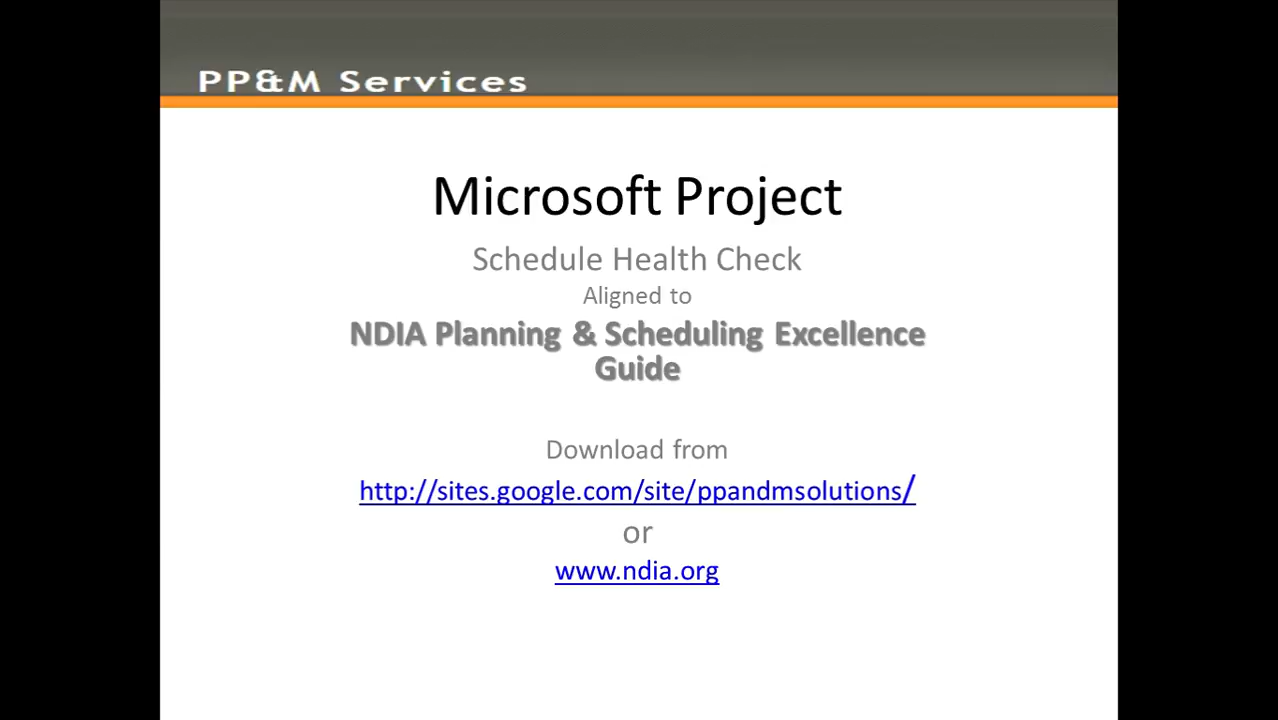 PP&M Services
Microsoft Project
Schedule Health Check
Aligned to
NDIA Planning & Scheduling Excellence
Guide
Download from
http://sites.google.com/site/ppandmsolutions/
or
www.ndia.org